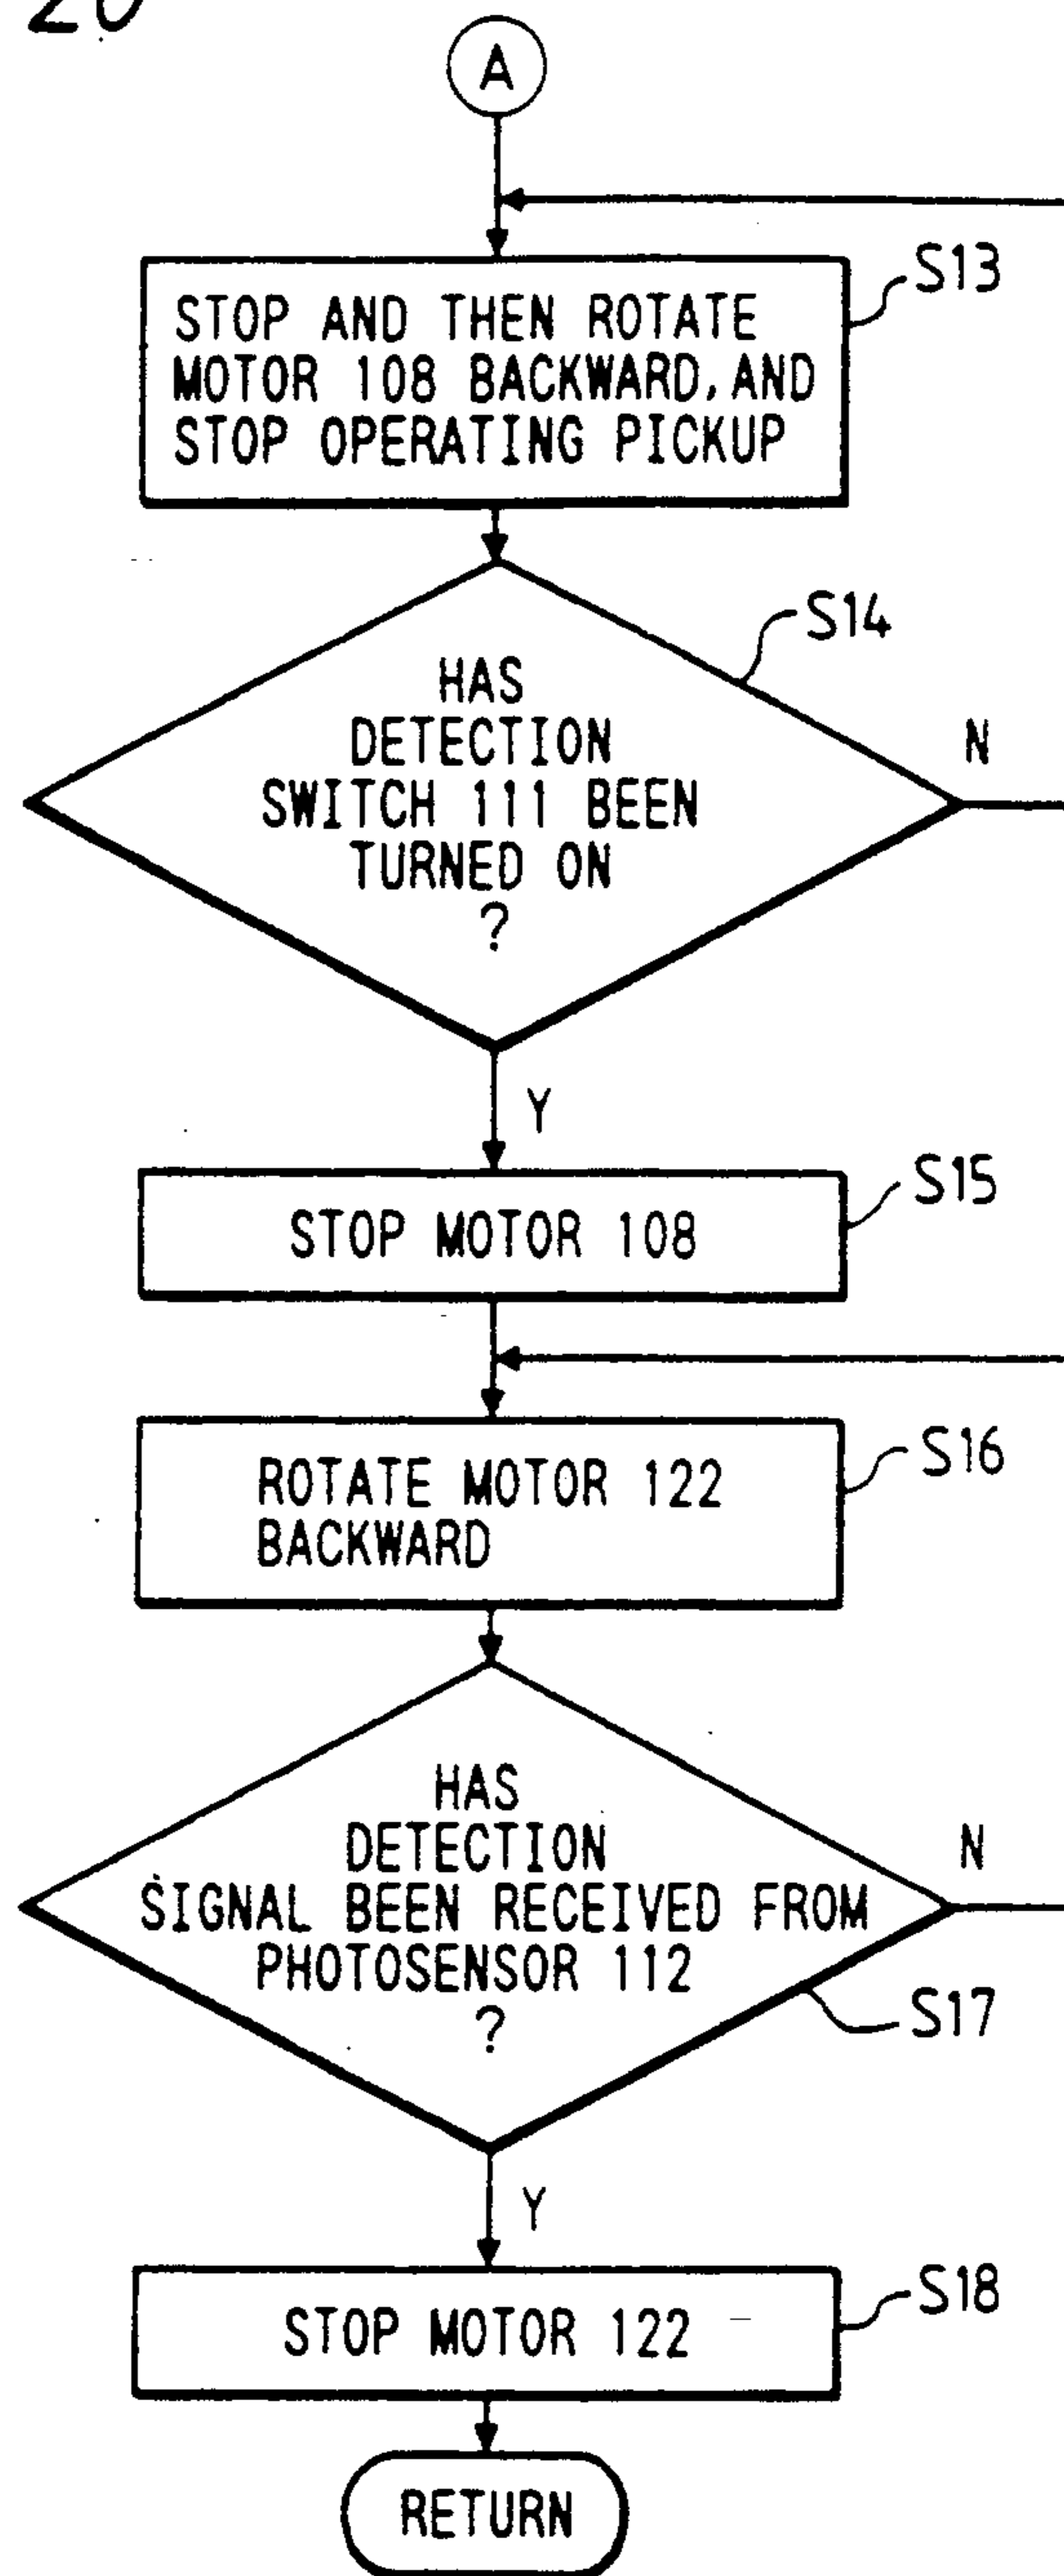 20
A
S13
STOP AND THEN ROTATE
MOTOR 108 BACKWARD, AND
STOP OPERATING PICKUP
S14
HAS
DETECTION
SWITCH 111 BEEN
TURNED ON
?
N
Y
S15
STOP MOTOR 108
S16
ROTATE MOTOR 122
BACKWARD
HAS
DETECTION
SIGNAL BEEN RECEIVED FROM
PHOTOSENSOR 112
?
N
S17
Y
S18
STOP MOTOR 122
RETURN